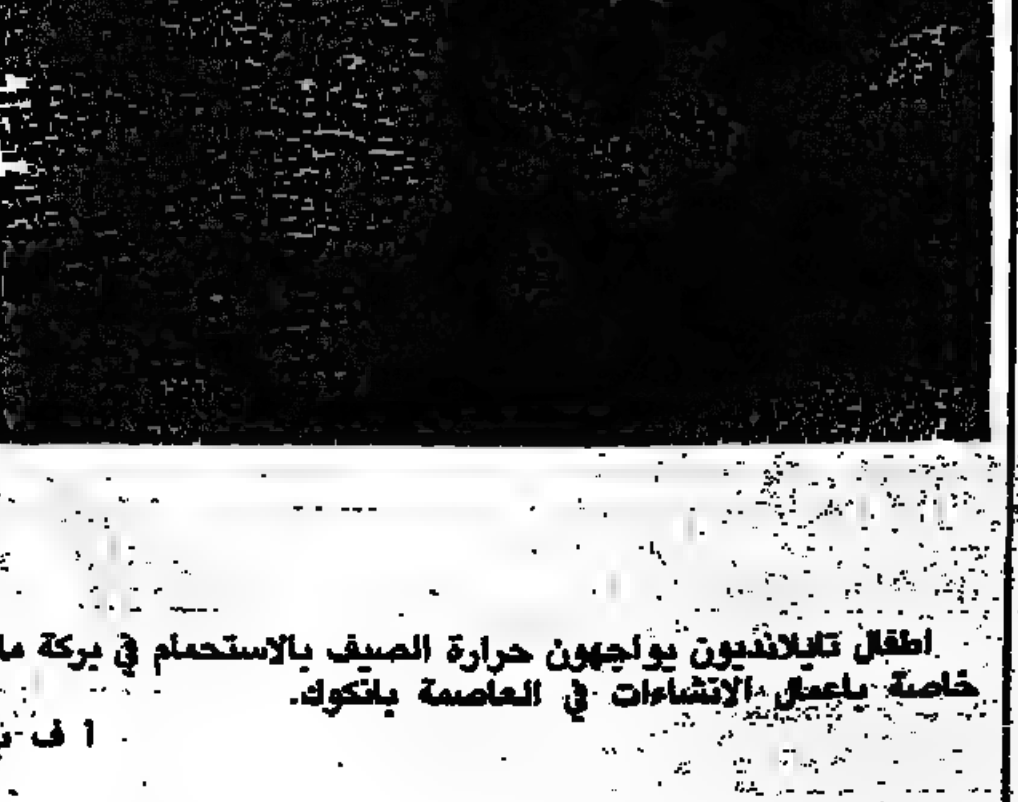 اطفال تايلانديون يواجهون حرارة الصيف بالاستحمام في بركة ما
خاصة باعمال الانشاءات في العاصمة بانكوك.
أ ف